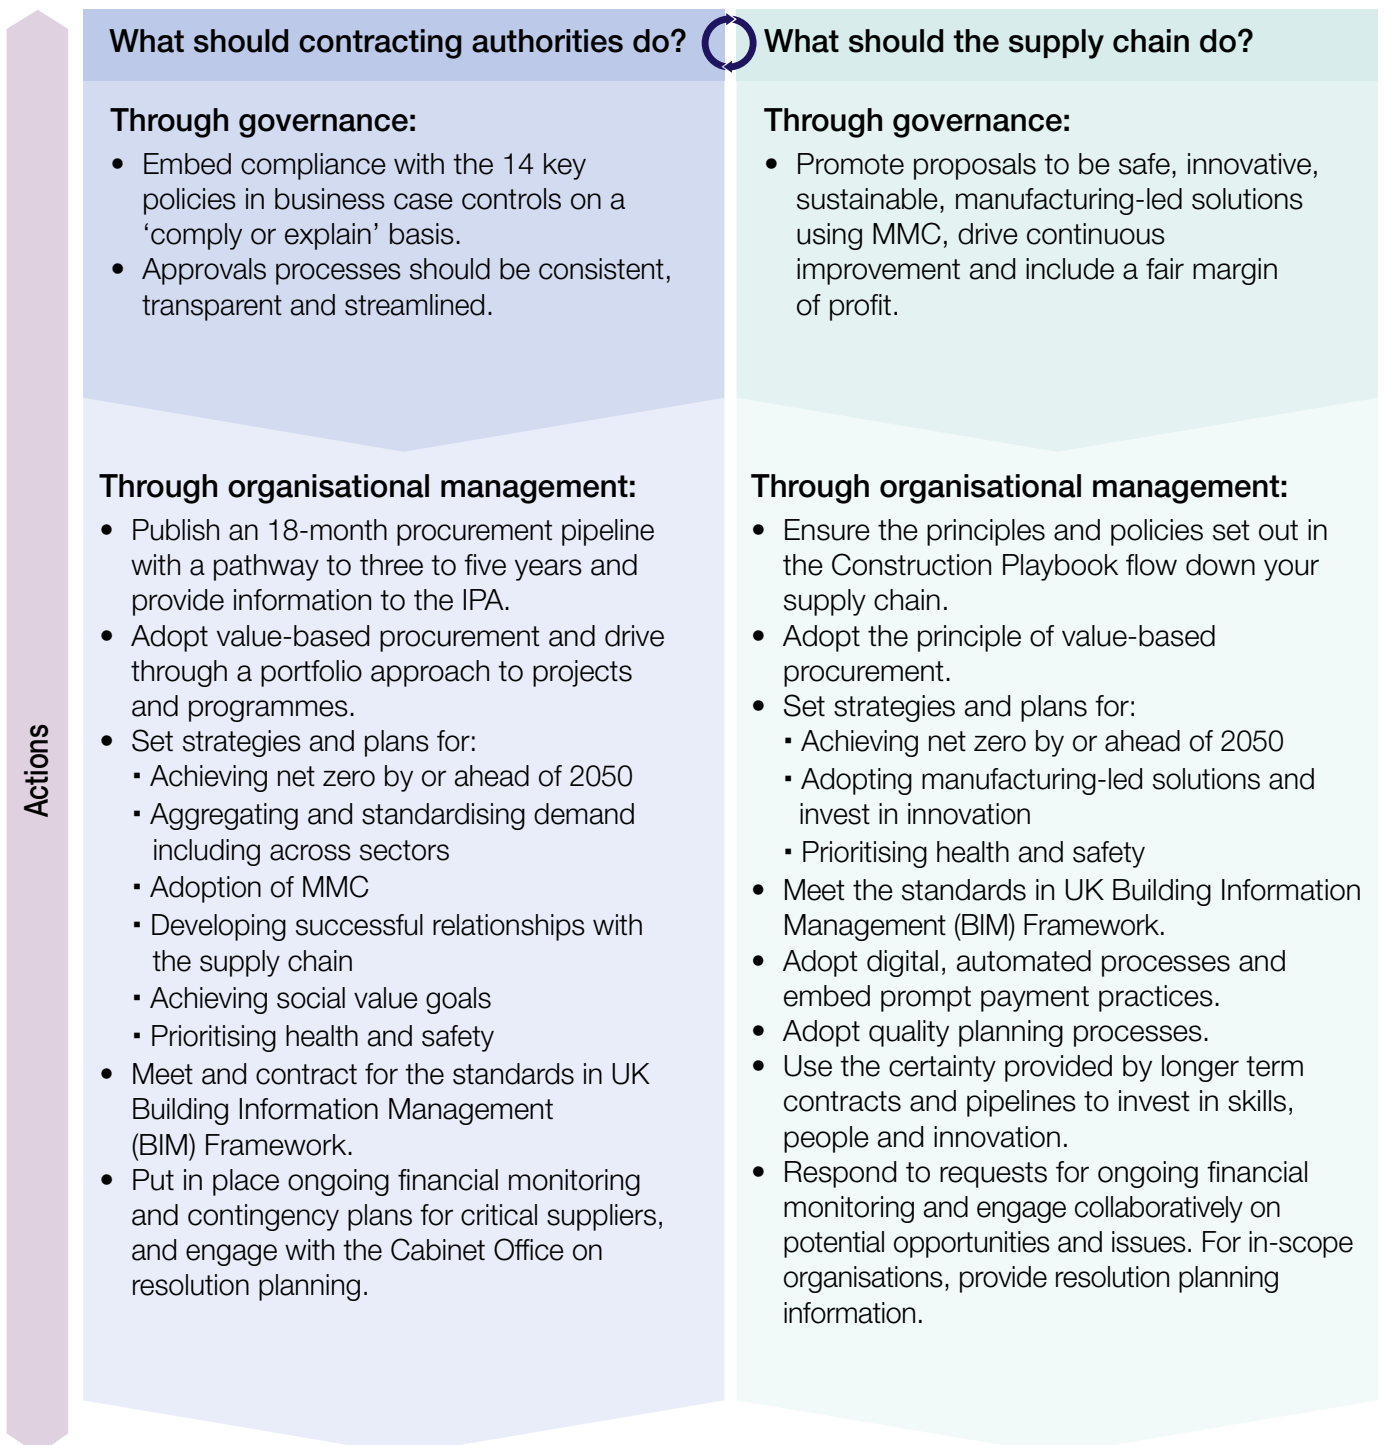 Actions
What should contracting authorities do?
Through governance:
• Embed compliance with the 14 key
policies in business case controls on a
‘comply or explain’ basis.
• Approvals processes should be consistent,
transparent and streamlined.
Through organisational management:
• Publish an 18-month procurement pipeline
with a pathway to three to five years and
provide information to the IPA.
• Adopt value-based procurement and drive
through a portfolio approach to projects
and programmes.
• Set strategies and plans for:
▪ Achieving net zero by or ahead of 2050
▪ Aggregating and standardising demand
including across sectors
▪ Adoption of MMC
▪ Developing successful relationships with
the supply chain
▪ Achieving social value goals
▪ Prioritising health and safety
• Meet and contract for the standards in UK
Building Information Management
(BIM) Framework.
• Put in place ongoing financial monitoring
and contingency plans for critical suppliers,
and engage with the Cabinet Office on
resolution planning.
What should the supply chain do?
Through governance:
• Promote proposals to be safe, innovative,
sustainable, manufacturing-led solutions
using MMC, drive continuous
improvement and include a fair margin
of profit.
Through organisational management:
• Ensure the principles and policies set out in
the Construction Playbook flow down your
supply chain.
• Adopt the principle of value-based
procurement.
• Set strategies and plans for:
▪ Achieving net zero by or ahead of 2050
▪ Adopting manufacturing-led solutions and
invest in innovation
▪ Prioritising health and safety
• Meet the standards in UK Building Information
Management (BIM) Framework.
• Adopt digital, automated processes and
embed prompt payment practices.
• Adopt quality planning processes.
• Use the certainty provided by longer term
contracts and pipelines to invest in skills,
people and innovation.
• Respond to requests for ongoing financial
monitoring and engage collaboratively on
potential opportunities and issues. For in-scope
organisations, provide resolution planning
information.